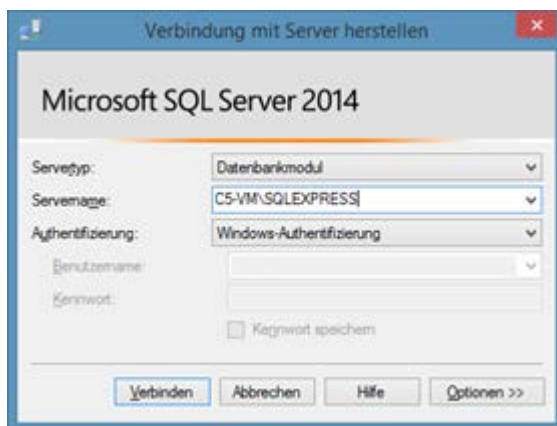 Verbindung mit Server herstellen
Microsoft SQL Server 2014
Servertyp: Datenbankmodul
Servername: C5-VM\SQLEXPRESS
Authentifizierung: Windows-Authentifizierung
Benutzername:
Kennwort:
Kennwort speichern
Verbinden Abbrechen Hilfe Optionen >>